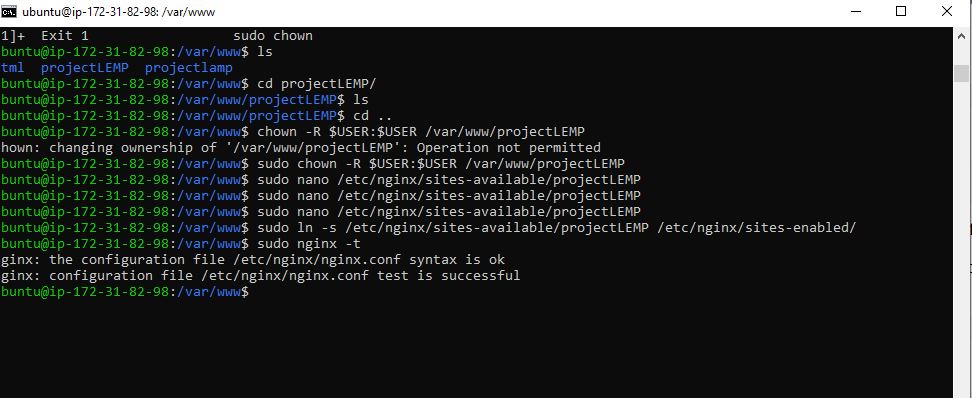 ubuntu@ip-172-31-82-98: /var/www
1]+  Exit 1                  sudo chown
buntu@ip-172-31-82-98:/var/www$ ls
tml  projectLEMP  projectlamp
buntu@ip-172-31-82-98:/var/www$ cd projectLEMP/
buntu@ip-172-31-82-98:/var/www/projectLEMP$ ls
buntu@ip-172-31-82-98:/var/www/projectLEMP$ cd ..
buntu@ip-172-31-82-98:/var/www$ chown -R $USER:$USER /var/www/projectLEMP
hown: changing ownership of '/var/www/projectLEMP': Operation not permitted
buntu@ip-172-31-82-98:/var/www$ sudo chown -R $USER:$USER /var/www/projectLEMP
buntu@ip-172-31-82-98:/var/www$ sudo nano /etc/nginx/sites-available/projectLEMP
buntu@ip-172-31-82-98:/var/www$ sudo nano /etc/nginx/sites-available/projectLEMP
buntu@ip-172-31-82-98:/var/www$ sudo nano /etc/nginx/sites-available/projectLEMP
buntu@ip-172-31-82-98:/var/www$ sudo ln -s /etc/nginx/sites-available/projectLEMP /etc/nginx/sites-enabled/
buntu@ip-172-31-82-98:/var/www$ sudo nginx -t
ginx: the configuration file /etc/nginx/nginx.conf syntax is ok
ginx: configuration file /etc/nginx/nginx.conf test is successful
buntu@ip-172-31-82-98:/var/www$